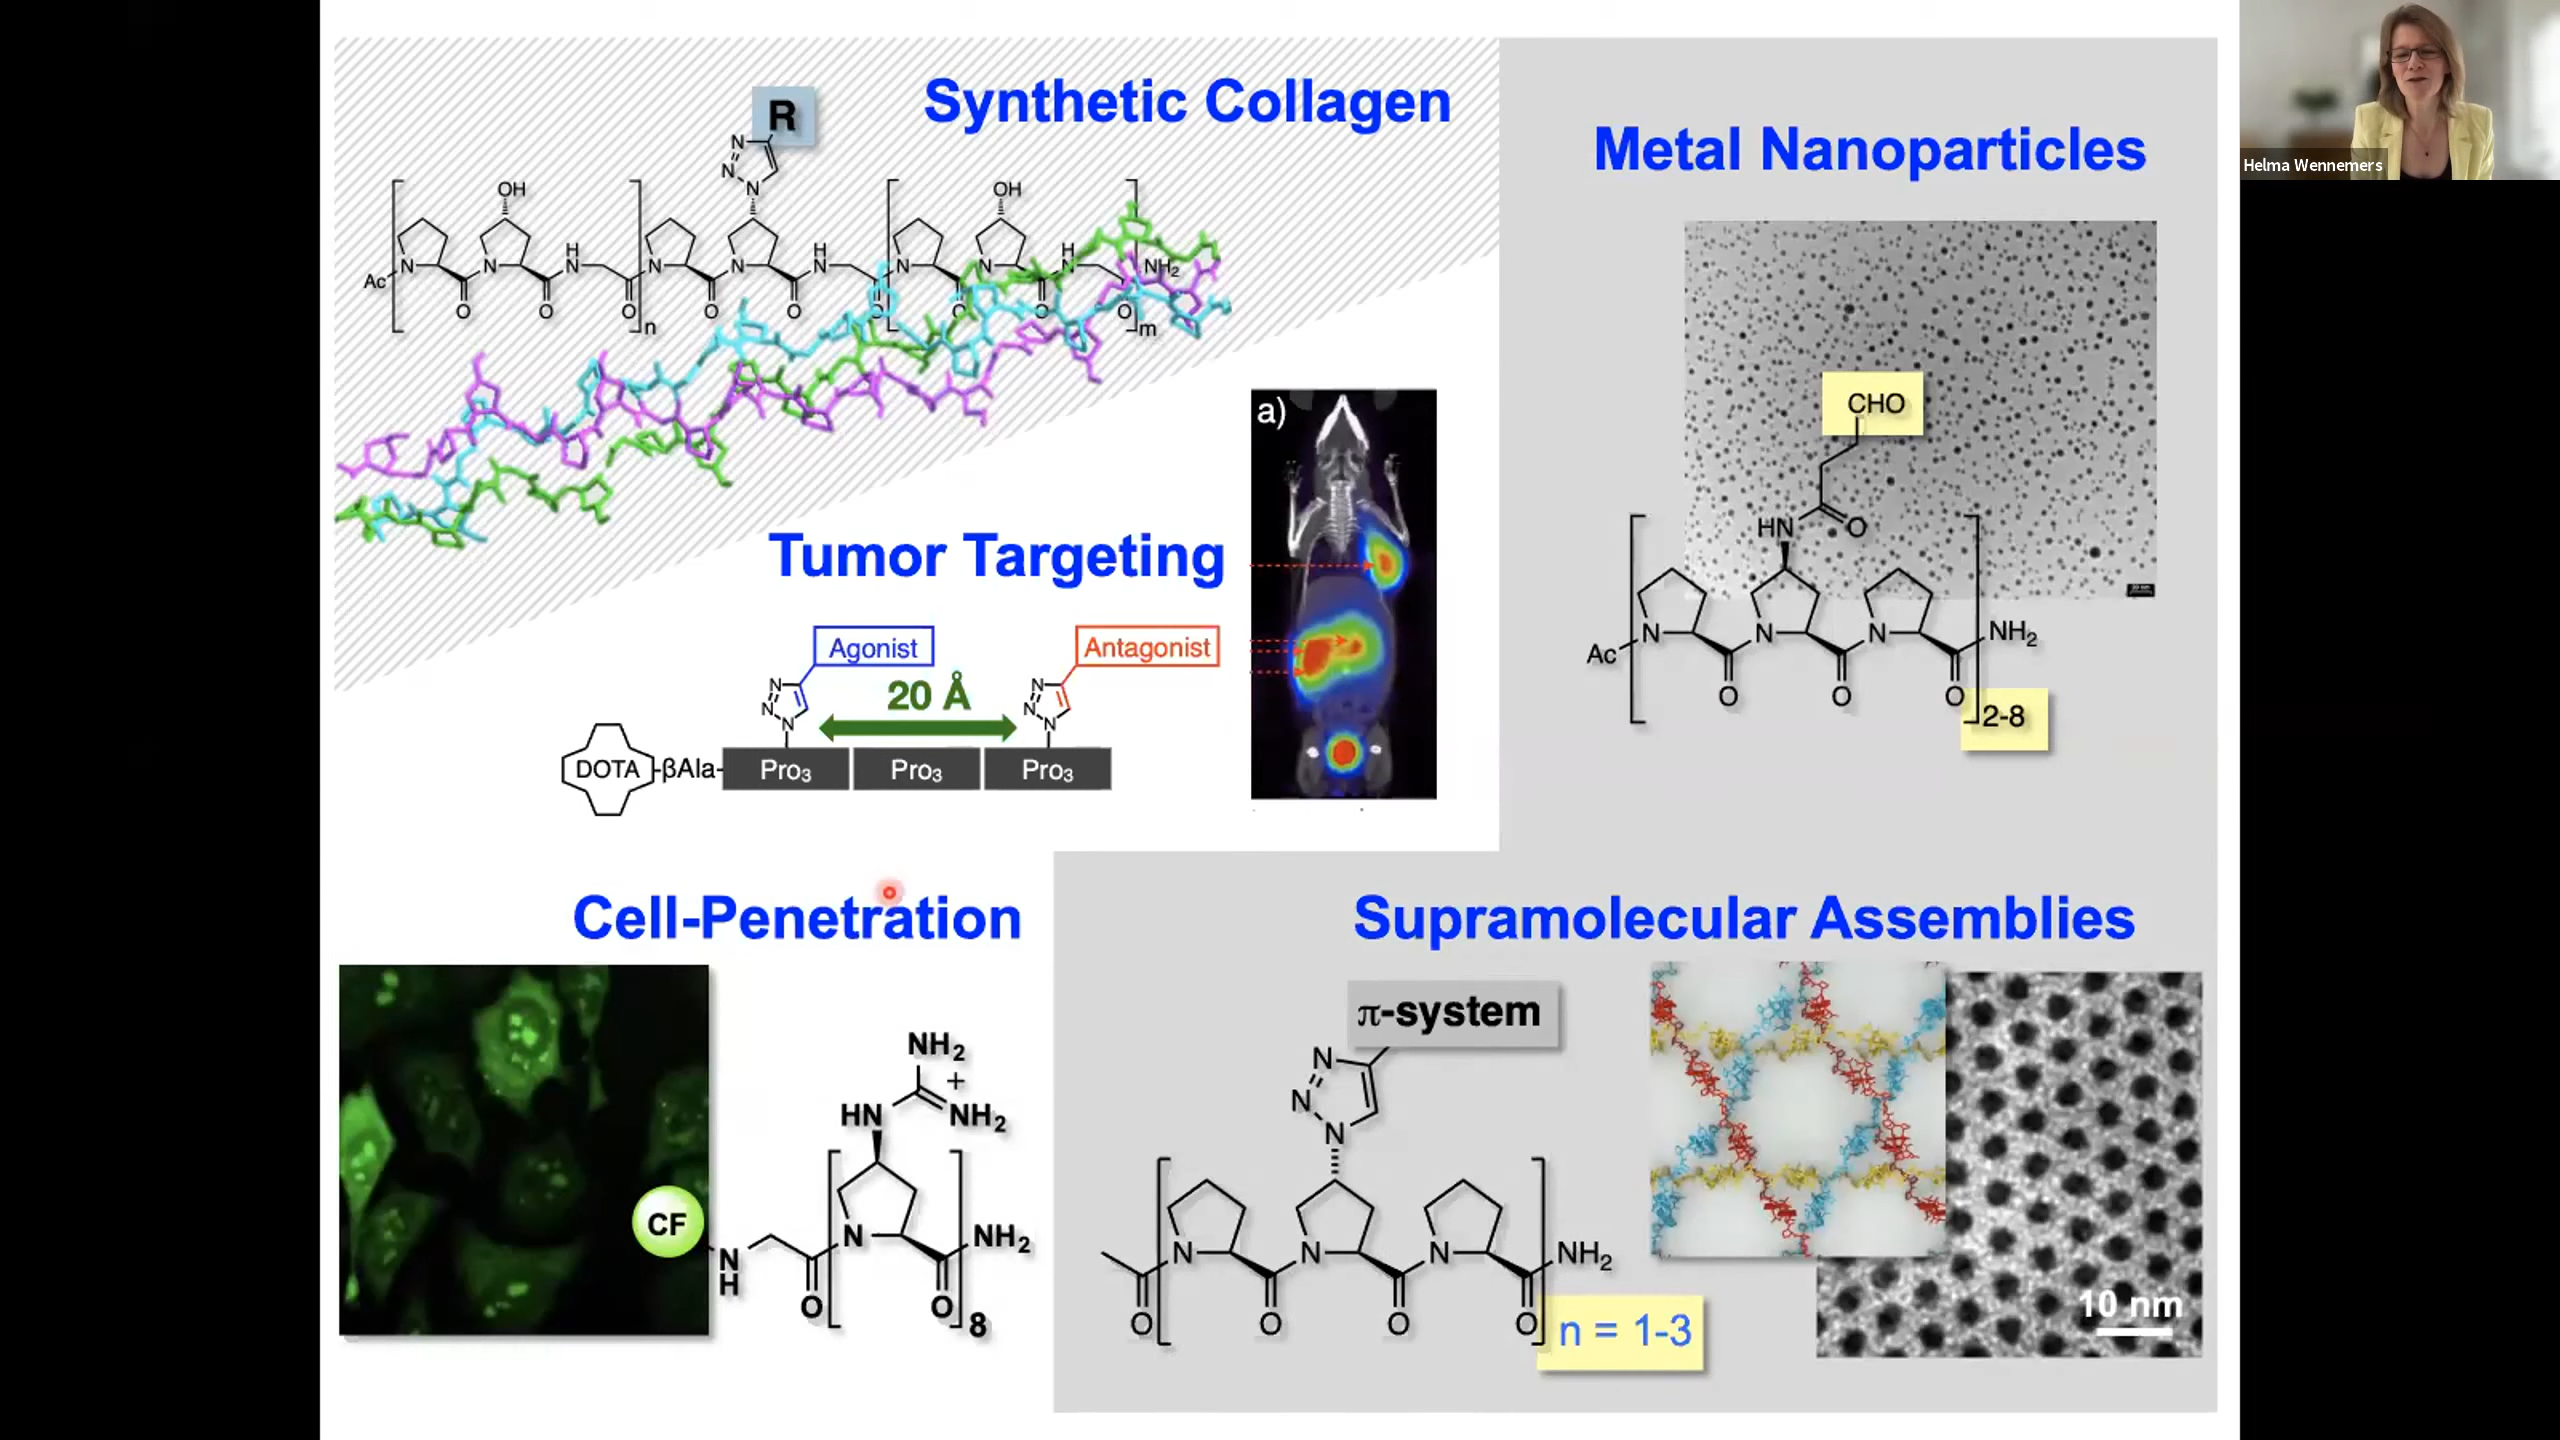 Synthetic Collagen
R
N
N
N
OH
OH
H
N
H
N
H
N
Ac
N
N
N
N
N
N
NH2
O
O
O
n
O
O
O
O
O
O
m
Metal Nanoparticles
CHO
HN
O
Ac
N
N
N
NH2
O
O
O
2-8
Helma Wennemers
a)
Tumor Targeting
Agonist
Antagonist
20 Å
N
N
N
N
N
N
DOTA
-βAla-
Pro3
Pro3
Pro3
Cell-Penetration
NH2
+
HN
NH2
CF
N
H
N
NH2
O
O
8
Supramolecular Assemblies
π-system
N
N
N
N
N
N
NH2
O
O
O
O
n = 1-3
10 nm